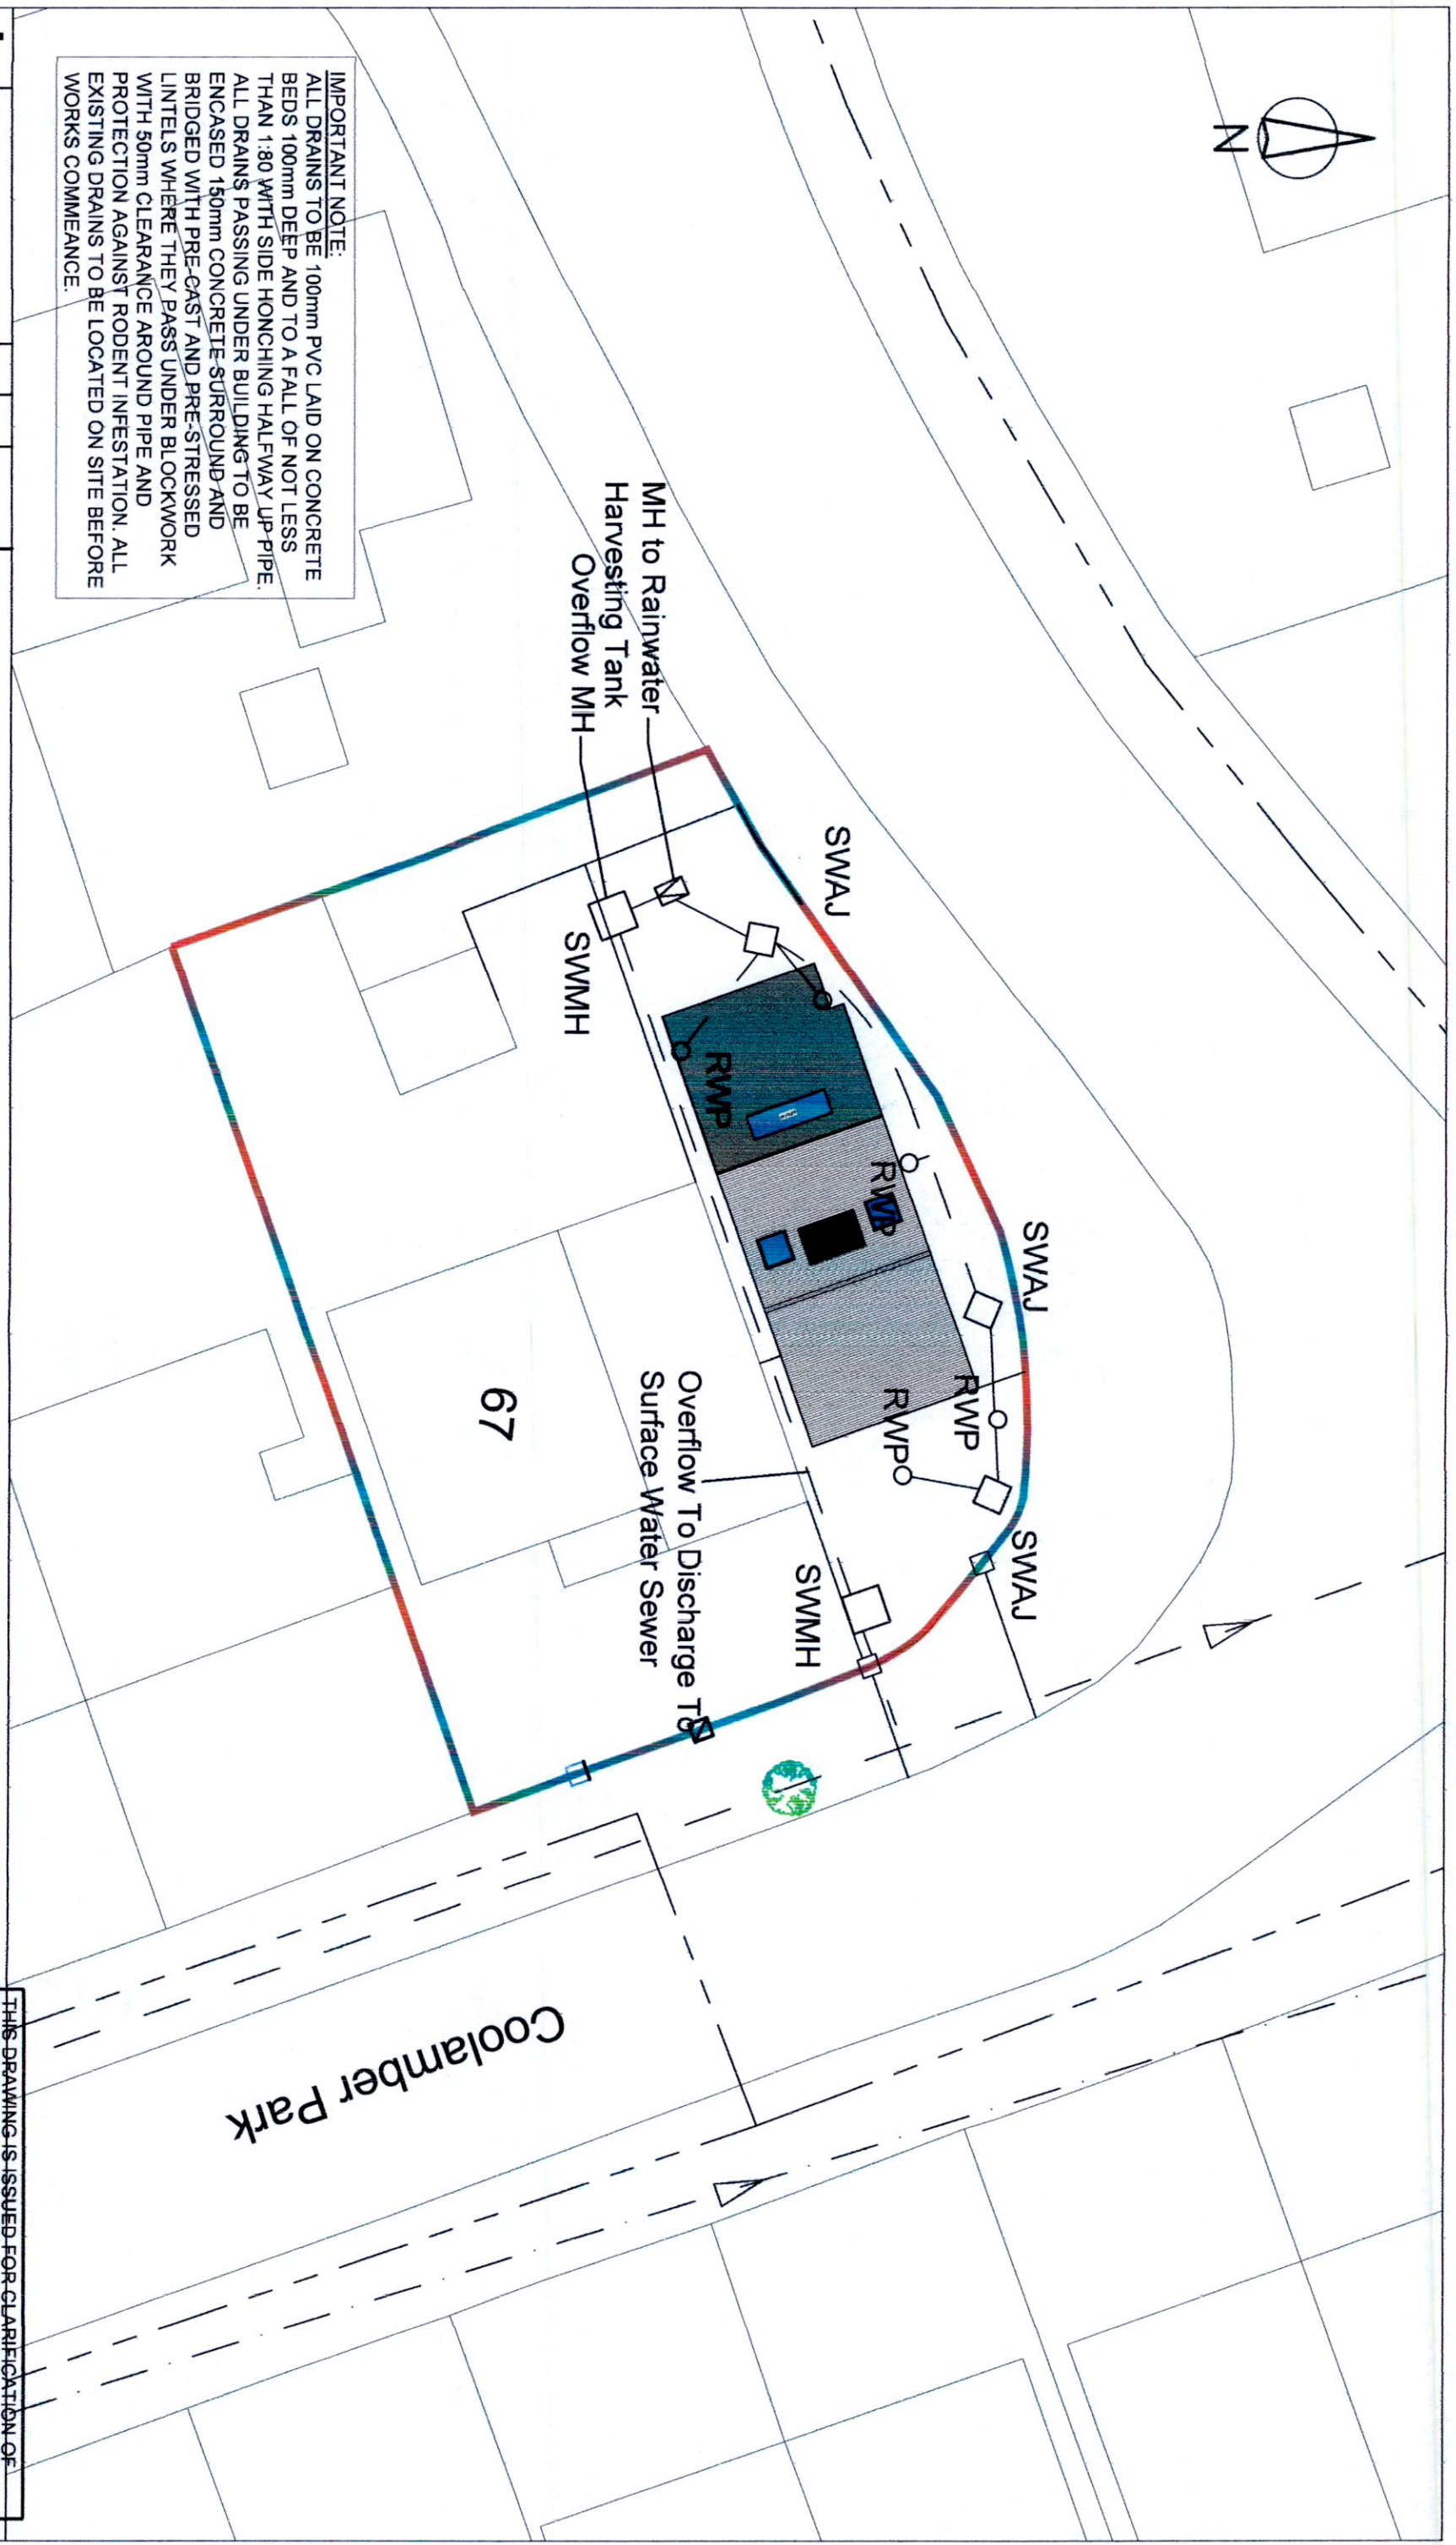 N
IMPORTANT NOTE:
ALL DRAINS TO BE 100mm PVC LAID ON CONCRETE
BEDS 100mm DEEP AND TO A FALL OF NOT LESS
THAN 1:80 WITH SIDE HONCHING HALFWAY UP PIPE.
ALL DRAINS PASSING UNDER BUILDING TO BE
ENCASED 150mm CONCRETE SURROUND AND
BRIDGED WITH PRE-CAST AND PRE-STRESSED
LINTELS WHERE THEY PASS UNDER BLOCKWORK
WITH 50mm CLEARANCE AROUND PIPE AND
PROTECTION AGAINST RODENT INFESTATION. ALL
EXISTING DRAINS TO BE LOCATED ON SITE BEFORE
WORKS COMMEANCE.
MH to Rainwater
Harvesting Tank
Overflow MH
SWAJ
SWMH
RWP
RWP
SWAJ
RWP
RWP
SWAJ
Overflow To Discharge To
Surface Water Sewer
SWMH
67
Coolamber Park
THIS DRAWING IS ISSUED FOR CLARIFICATION OF